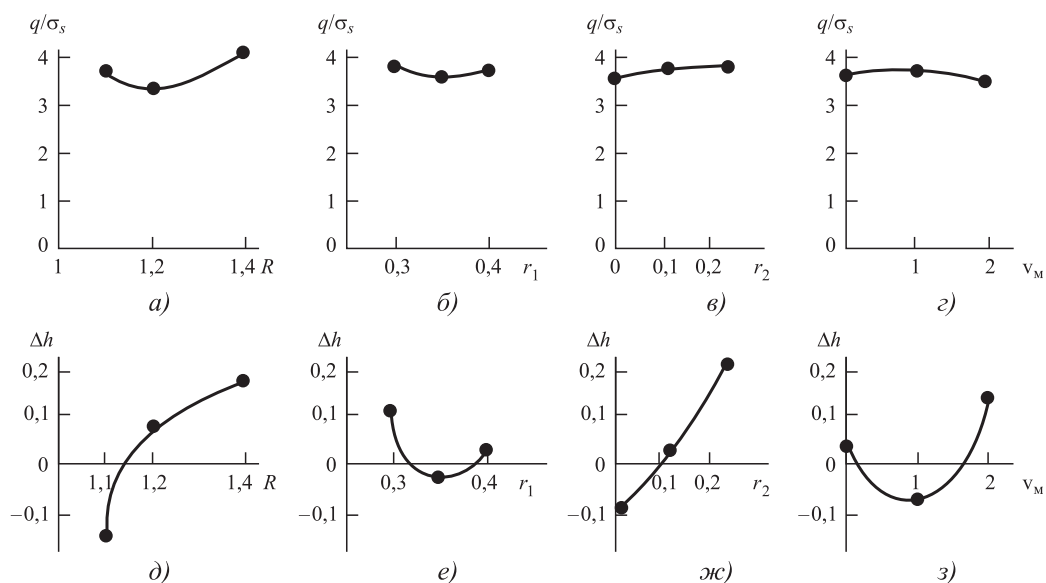 q/σs q/σs q/σs q/σs
4 4 4 4
3 3 3 3
2 2 2 2
1 1 1 1
0 0 0 0
1 1,2 1,4 R 0,3 0,4 r1 0 0,1 0,2 r2 1 2 vм
а) б) в) г)
Δh Δh Δh Δh
0,2 0,2 0,2 0,2
0,1 0,1 0,1 0,1
0 0 0 0
1,1 1,2 1,4 R 0,3 0,4 r1 0,1 0,2 r2 1 2 vм
–0,1 –0,1 –0,1 –0,1
д) е) ж) з)